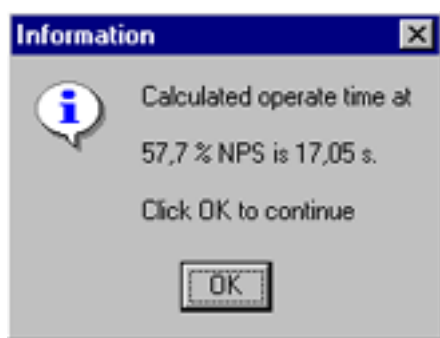 Information
Calculated operate time at
57,7 % NPS is 17,05 s.
Click OK to continue
OK